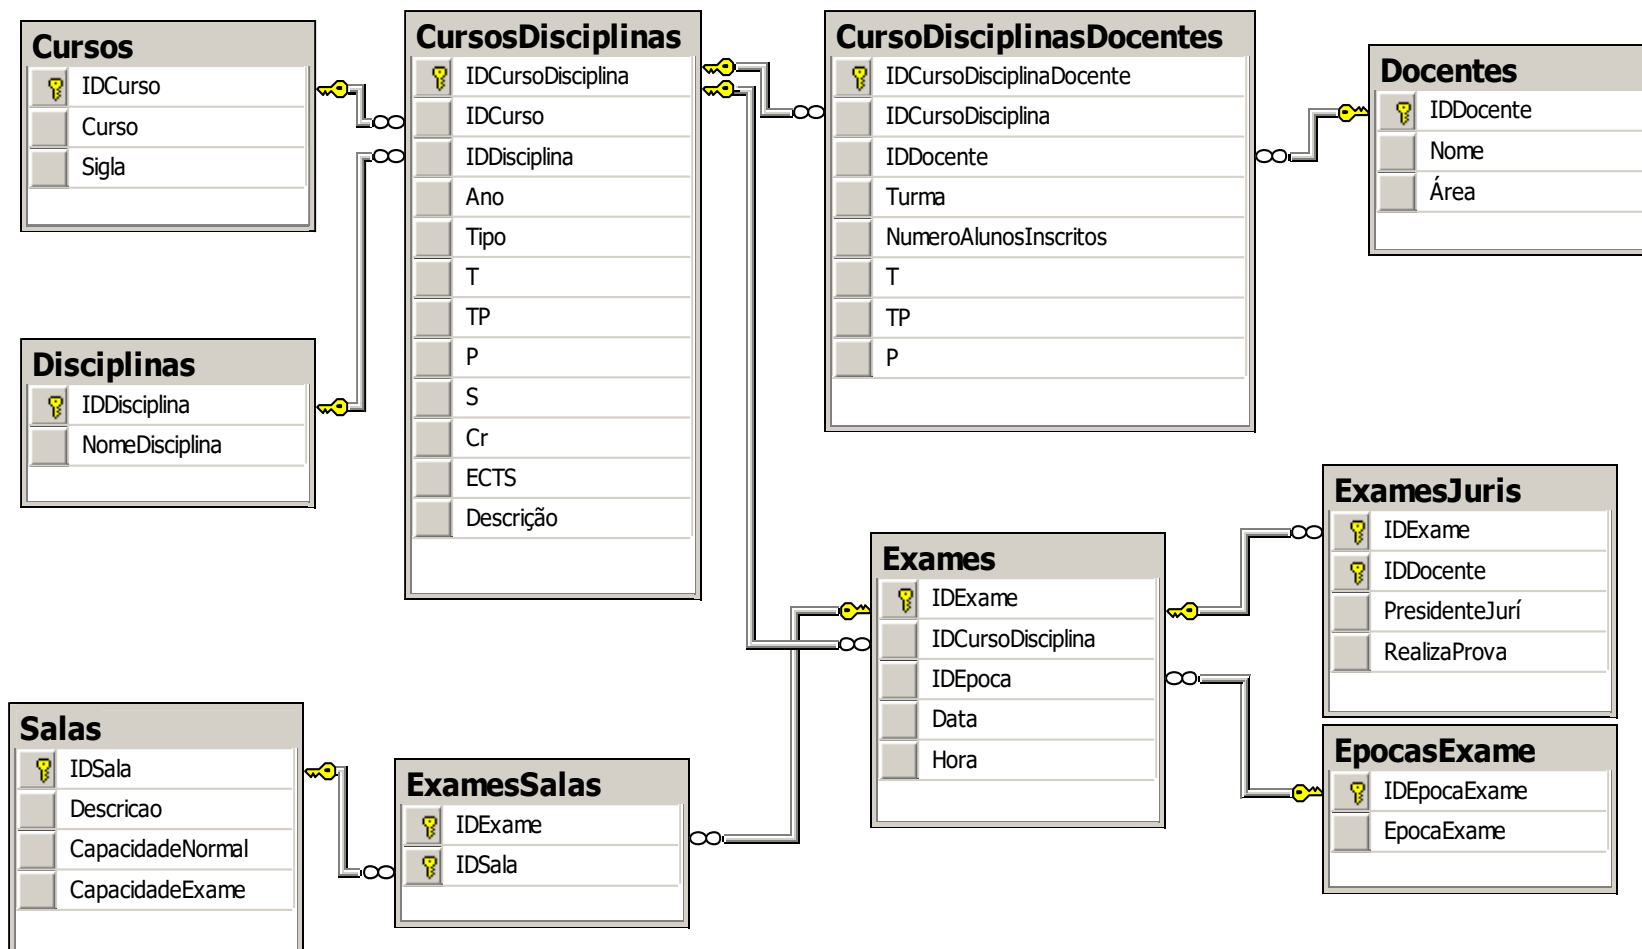 Cursos
IDCurso
Curso
Sigla
CursosDisciplinas
IDCursoDisciplina
IDCurso
IDDisciplina
Ano
Tipo
T
TP
P
S
Cr
ECTS
Descrição
CursoDisciplinasDocentes
IDCursoDisciplinaDocente
IDCursoDisciplina
IDDocente
Turma
NumeroAlunosInscritos
T
TP
P
Docentes
IDDocente
Nome
Área
Disciplinas
IDDisciplina
NomeDisciplina
ExamesJuris
IDExame
IDDocente
PresidenteJurí
RealizaProva
Exames
IDExame
IDCursoDisciplina
IDEpoca
Data
Hora
Salas
IDSala
Descricao
CapacidadeNormal
CapacidadeExame
ExamesSalas
IDExame
IDSala
EpocasExame
IDEpocaExame
EpocaExame